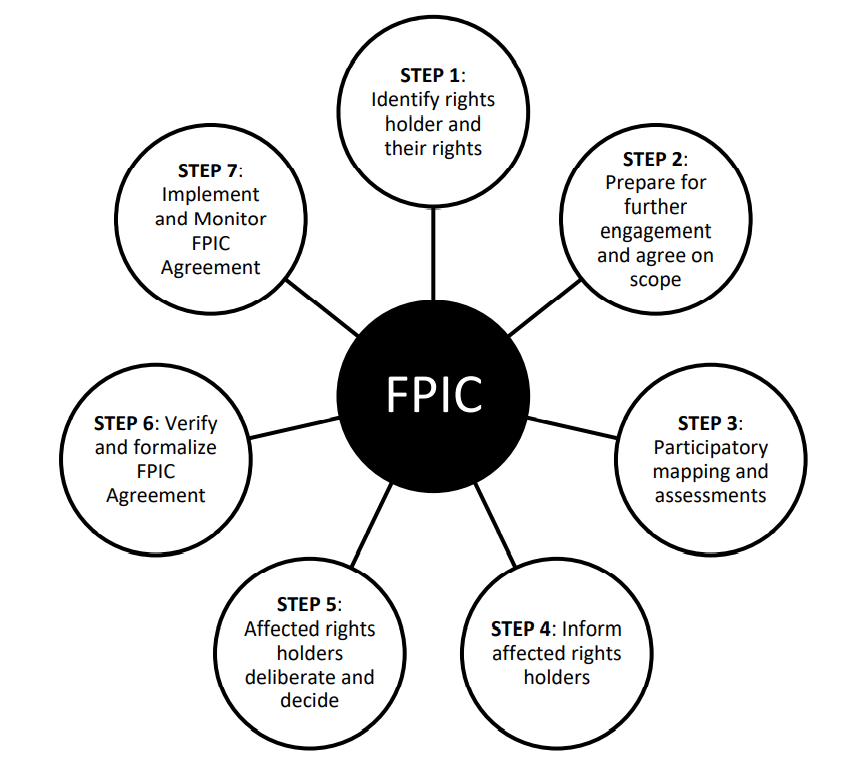 STEP 1:
Identify rights
holder and
their rights
STEP 2:
Prepare for
further
engagement
and agree on
scope
STEP 3:
Participatory
mapping and
assessments
STEP 4: Inform
affected rights
holders
STEP 5:
Affected rights
holders
deliberate and
decide
STEP 6: Verify
and formalize
FPIC
Agreement
STEP 7:
Implement
and Monitor
FPIC
Agreement
FPIC